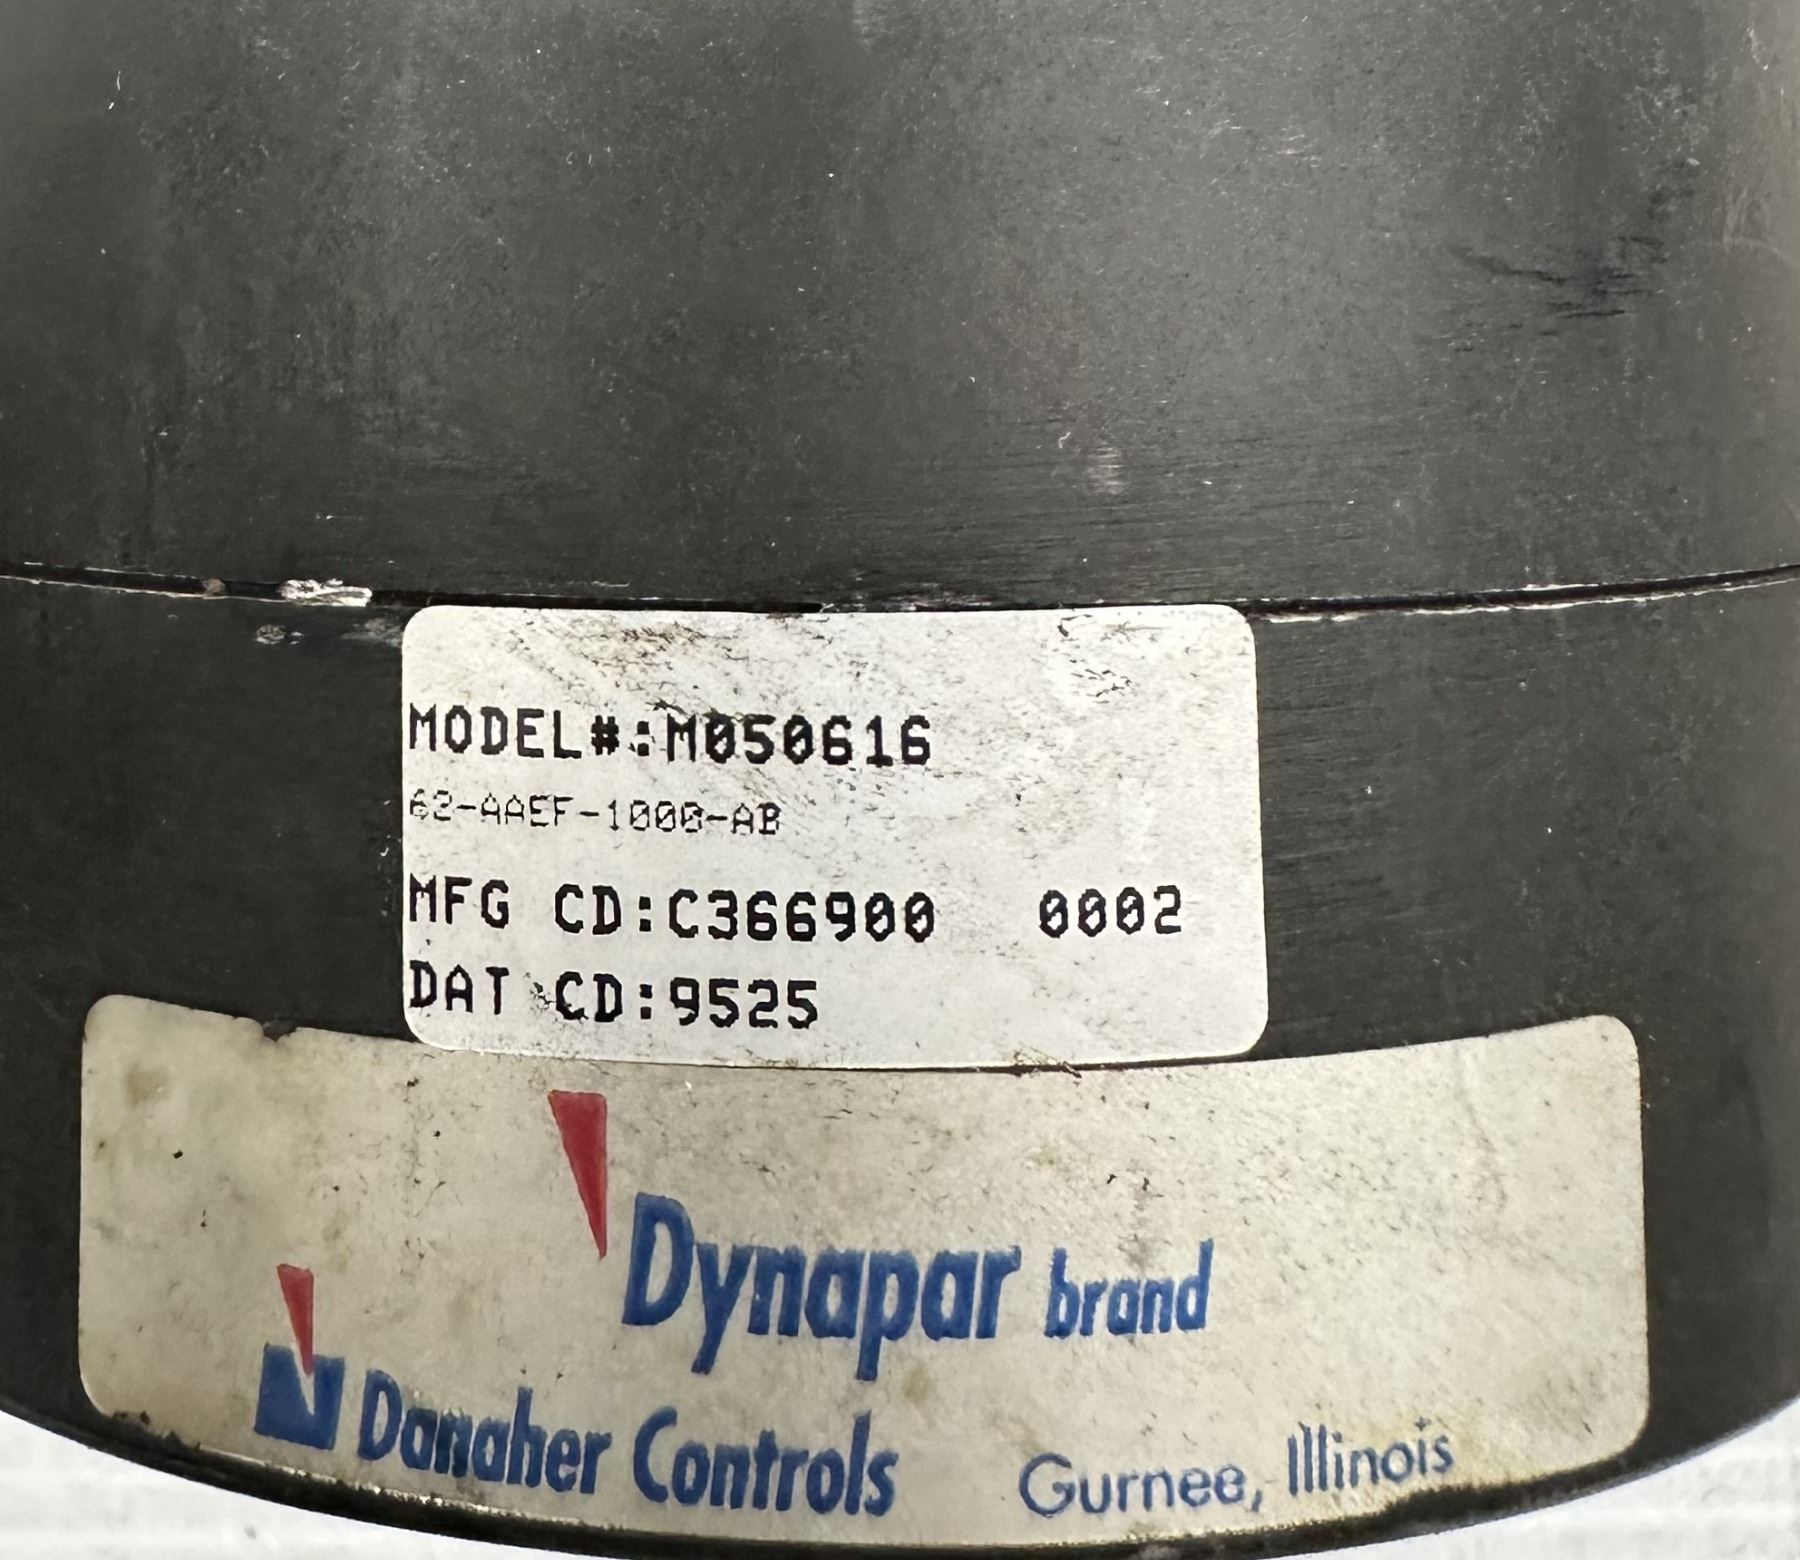 MODEL#:M050616
62-AAEF-1000-AB
MFG CD:C366900 0002
DAT CD:9525
Dynapar brand
Danaher Controls Gurnee, Illinois